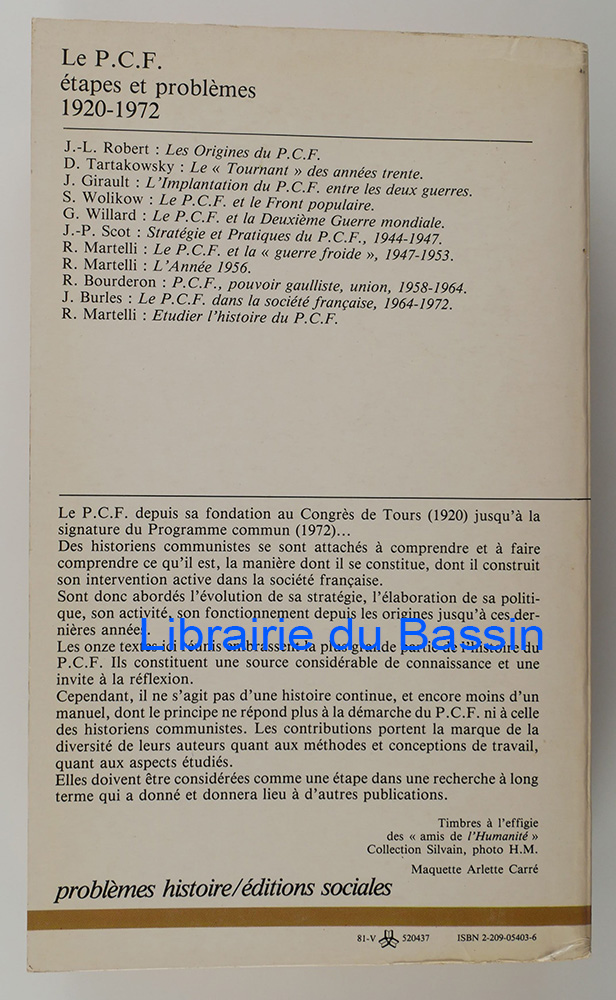 Le P.C.F.
étapes et problèmes
1920-1972
J.-L. Robert : Les Origines du P.C.F.
D. Tartakowsky : Le « Tournant » des années trente.
J. Girault : L'Implantation du P.C.F. entre les deux guerres.
S. Wolikow : Le P.C.F. et le Front populaire.
G. Willard : Le P.C.F. et la Deuxième Guerre mondiale.
J.-P. Scot : Stratégie et Pratiques du P.C.F., 1944-1947.
R. Martelli : Le P.C.F. et la « guerre froide », 1947-1953.
R. Martelli : L'Année 1956.
R. Bourderon : P.C.F., pouvoir gaulliste, union, 1958-1964.
J. Burles : Le P.C.F. dans la société française, 1964-1972.
R. Martelli : Etudier l'histoire du P.C.F.
Le P.C.F. depuis sa fondation au Congrès de Tours (1920) jusqu'à la
signature du Programme commun (1972)...
Des historiens communistes se sont attachés à comprendre et à faire
comprendre ce qu'il est, la manière dont il se constitue, dont il construit
son intervention active dans la société française.
Sont donc abordés l'évolution de sa stratégie, l'élaboration de sa politi-
que, son activité, son fonctionnement depuis les origines jusqu'à ces der-
nières années.
Librairie du Bassin
Les onze textes ici réunis embrassent la plus grande partie de l'histoire du
P.C.F. Ils constituent une source considérable de connaissance et une
invite à la réflexion.
Cependant, il ne s'agit pas d'une histoire continue, et encore moins d'un
manuel, dont le principe ne répond plus à la démarche du P.C.F. ni à celle
des historiens communistes. Les contributions portent la marque de la
diversité de leurs auteurs quant aux méthodes et conceptions de travail,
quant aux aspects étudiés.
Elles doivent être considérées comme une étape dans une recherche à long
terme qui a donné et donnera lieu à d'autres publications.
Timbres à l'effigie
des « amis de l'Humanité »
Collection Silvain, photo H.M.
Maquette Arlette Carré
problèmes histoire/éditions sociales
81-V 520437 ISBN 2-209-05403-6